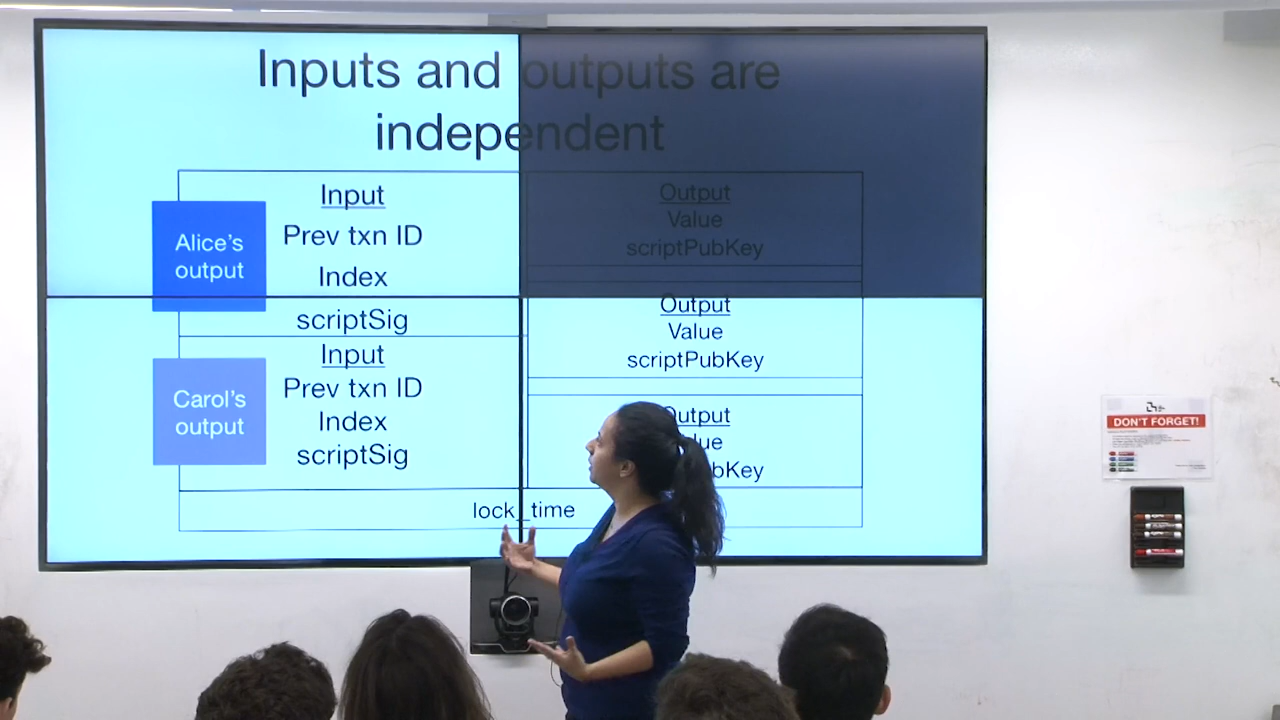 Inputs and outputs are
independent
Alice's
output
Input
Prev txn ID
Index
scriptSig
Output
Value
scriptPubKey
Output
Value
scriptPubKey
Carol's
output
Input
Prev txn ID
Index
scriptSig
Output
lock_time
DON'T FORGET!